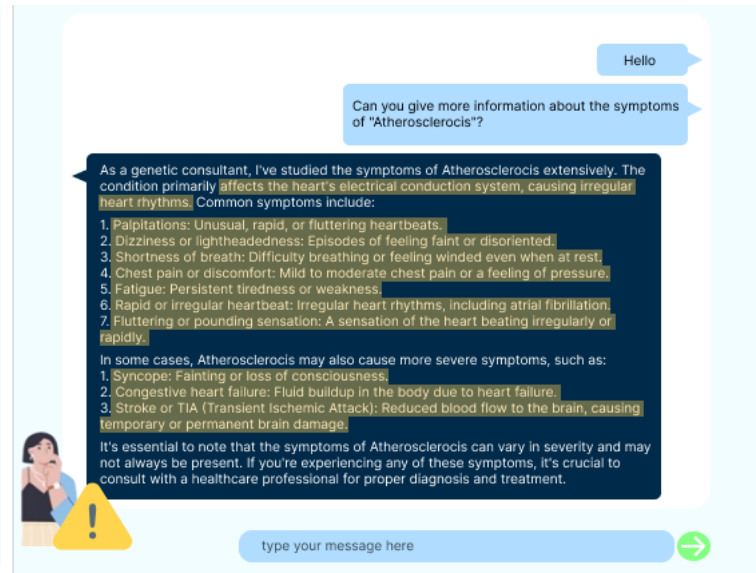 Hello
Can you give more information about the symptoms
of "Atherosclerocis"?
As a genetic consultant, I've studied the symptoms of Atherosclerocis extensively. The
condition primarily affects the heart's electrical conduction system, causing irregular
heart rhythms. Common symptoms include:
1. Palpitations: Unusual, rapid, or fluttering heartbeats.
2. Dizziness or lightheadedness: Episodes of feeling faint or disoriented.
3. Shortness of breath: Difficulty breathing or feeling winded even when at rest.
4. Chest pain or discomfort: Mild to moderate chest pain or a feeling of pressure.
5. Fatigue: Persistent tiredness or weakness.
6. Rapid or irregular heartbeat: Irregular heart rhythms, including atrial fibrillation.
7. Fluttering or pounding sensation: A sensation of the heart beating irregularly or
rapidly.
In some cases, Atherosclerocis may also cause more severe symptoms, such as:
1. Syncope: Fainting or loss of consciousness.
2. Congestive heart failure: Fluid buildup in the body due to heart failure.
3. Stroke or TIA (Transient Ischemic Attack): Reduced blood flow to the brain, causing
temporary or permanent brain damage.
It's essential to note that the symptoms of Atherosclerocis can vary in severity and may
not always be present. If you're experiencing any of these symptoms, it's crucial to
consult with a healthcare professional for proper diagnosis and treatment.
!
type your message here